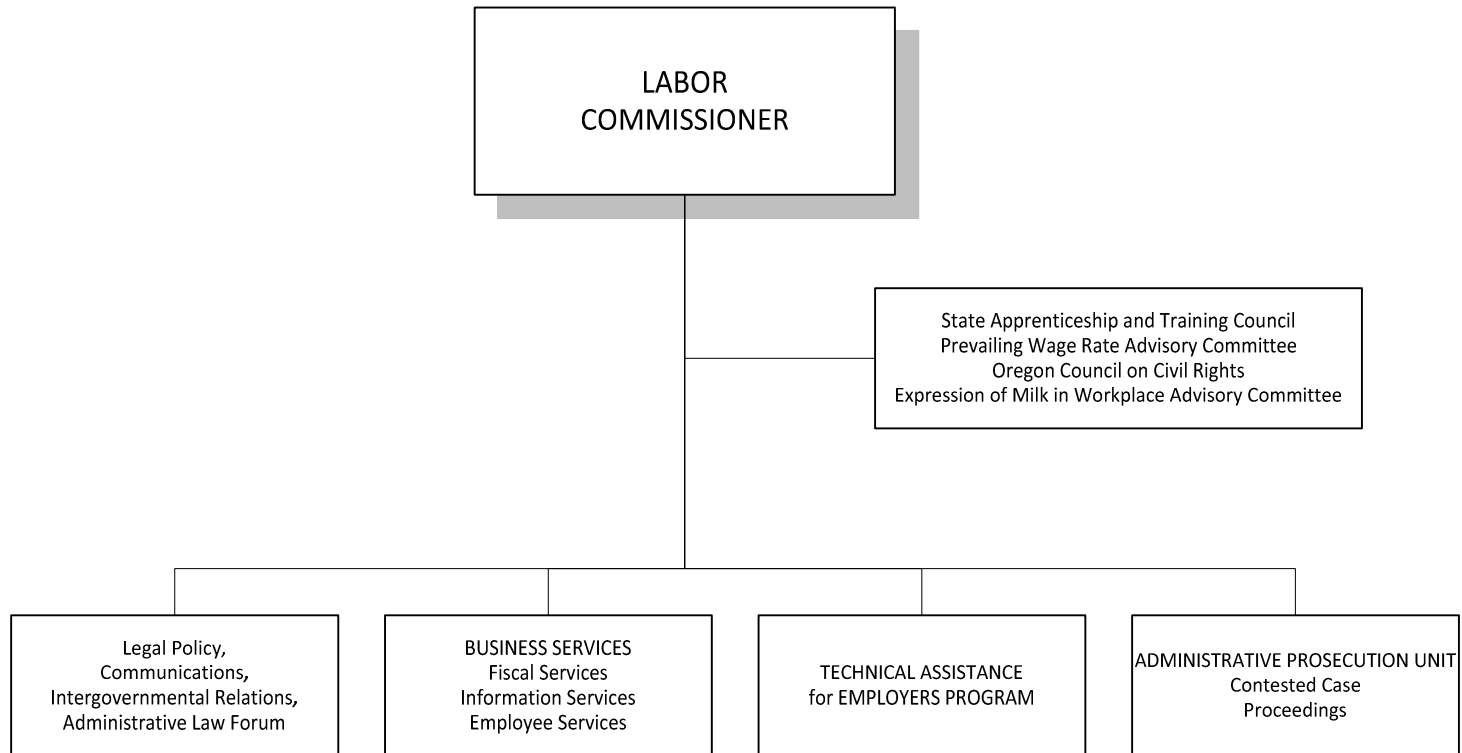 LABOR
COMMISSIONER
State Apprenticeship and Training Council
Prevailing Wage Rate Advisory Committee
Oregon Council on Civil Rights
Expression of Milk in Workplace Advisory Committee
Legal Policy,
Communications,
Intergovernmental Relations,
Administrative Law Forum
BUSINESS SERVICES
Fiscal Services
Information Services
Employee Services
TECHNICAL ASSISTANCE
for EMPLOYERS PROGRAM
ADMINISTRATIVE PROSECUTION UNIT
Contested Case
Proceedings